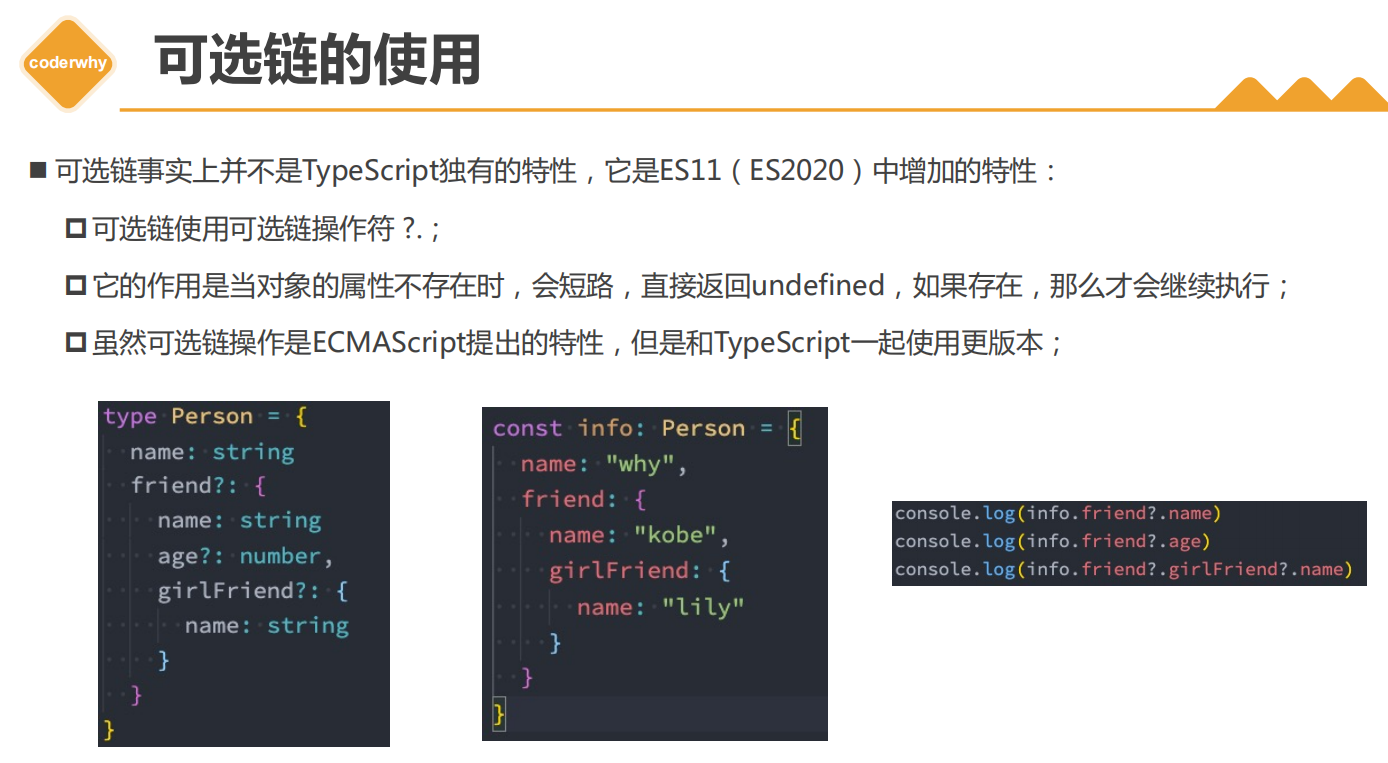 coderwhy
可选链的使用
可选链事实上并不是TypeScript独有的特性，它是ES11（ES2020）中增加的特性：
可选链使用可选链操作符 ?.；
它的作用是当对象的属性不存在时，会短路，直接返回undefined，如果存在，那么才会继续执行；
虽然可选链操作是ECMAScript提出的特性，但是和TypeScript一起使用更版本；
type Person = {
  name: string
  friend?: {
    name: string
    age?: number,
    girlFriend?: {
      name: string
    }
  }
}
const info: Person = {
  name: "why",
  friend: {
    name: "kobe",
    girlFriend: {
      name: "lily"
    }
  }
}
console.log(info.friend?.name)
console.log(info.friend?.age)
console.log(info.friend?.girlFriend?.name)